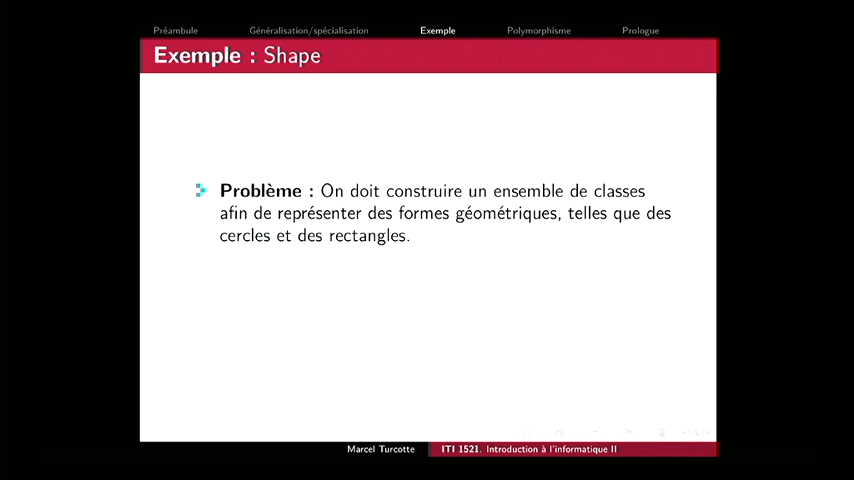 Préambule Généralisation/spécialisation Exemple Polymorphisme Prologue
Exemple : Shape
Problème : On doit construire un ensemble de classes
afin de représenter des formes géométriques, telles que des
cercles et des rectangles.
Marcel Turcotte ITI 1521. Introduction à l'informatique II